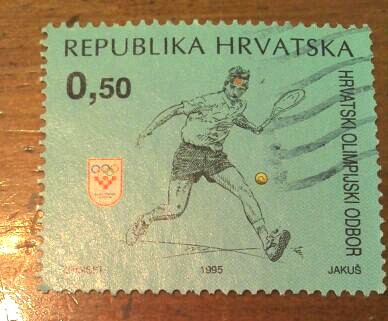 REPUBLIKA HRVATSKA
0,50
HRVATSKI OLIMPIJSKI ODBOR
1995
JAKUŠ